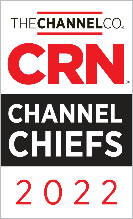 THECHANNELCO.
CRN
CHANNEL
CHIEFS
2022